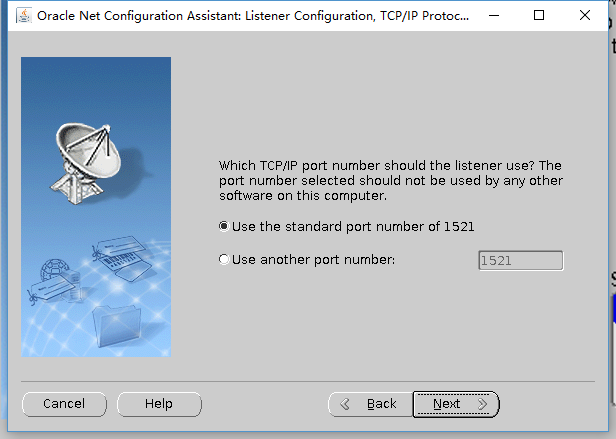 Oracle Net Configuration Assistant: Listener Configuration, TCP/IP Protoc...
Which TCP/IP port number should the listener use? The
port number selected should not be used by any other
software on this computer.
Use the standard port number of 1521
Use another port number: 1521
Cancel Help Back Next